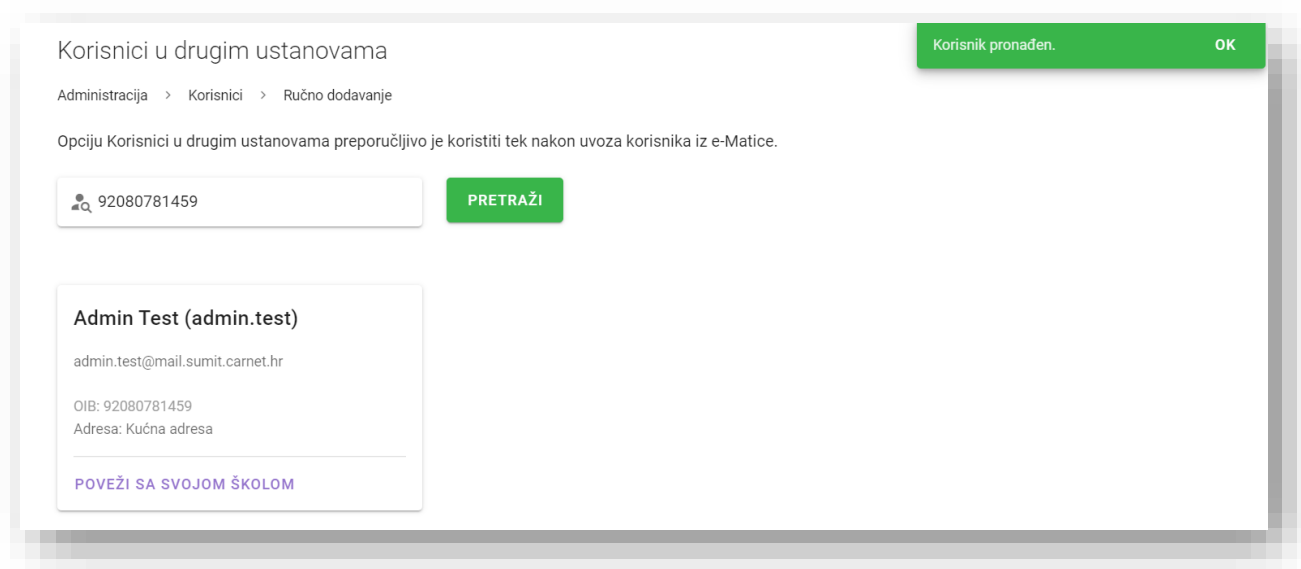 Korisnici u drugim ustanovama
Korisnik pronađen. OK
Administracija > Korisnici > Ručno dodavanje
Opciju Korisnici u drugim ustanovama preporučljivo je koristiti tek nakon uvoza korisnika iz e-Matice.
92080781459 PRETRAŽI
Admin Test (admin.test)
admin.test@mail.sumit.carnet.hr
OIB: 92080781459
Adresa: Kućna adresa
POVEŽI SA SVOJOM ŠKOLOM